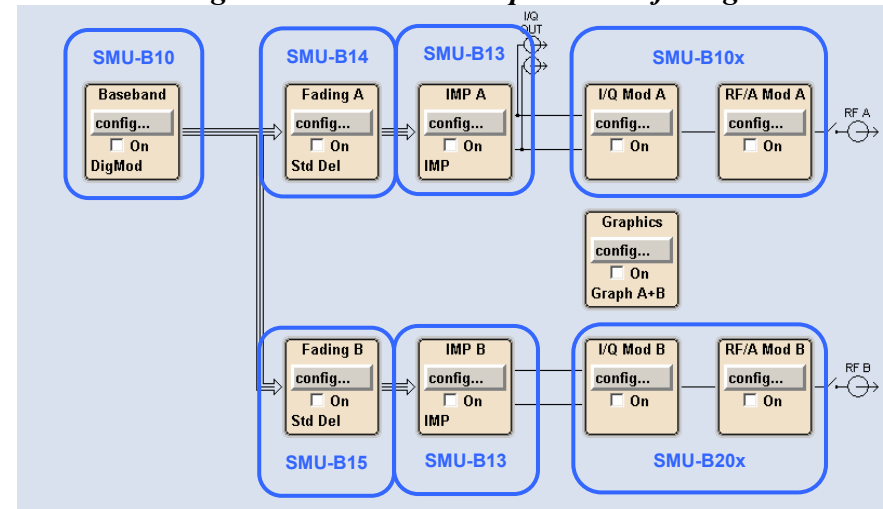 I/Q
OUT
SMU-B10
SMU-B14
SMU-B13
SMU-B10x
Baseband
config...
On
DigMod
Fading A
config...
On
Std Del
IMP A
config...
On
IMP
I/Q Mod A
config...
On
RF/A Mod A
config...
On
RF A
Graphics
config...
On
Graph A+B
Fading B
config...
On
Std Del
IMP B
config...
On
IMP
I/Q Mod B
config...
On
RF/A Mod B
config...
On
RF B
SMU-B15
SMU-B13
SMU-B20x